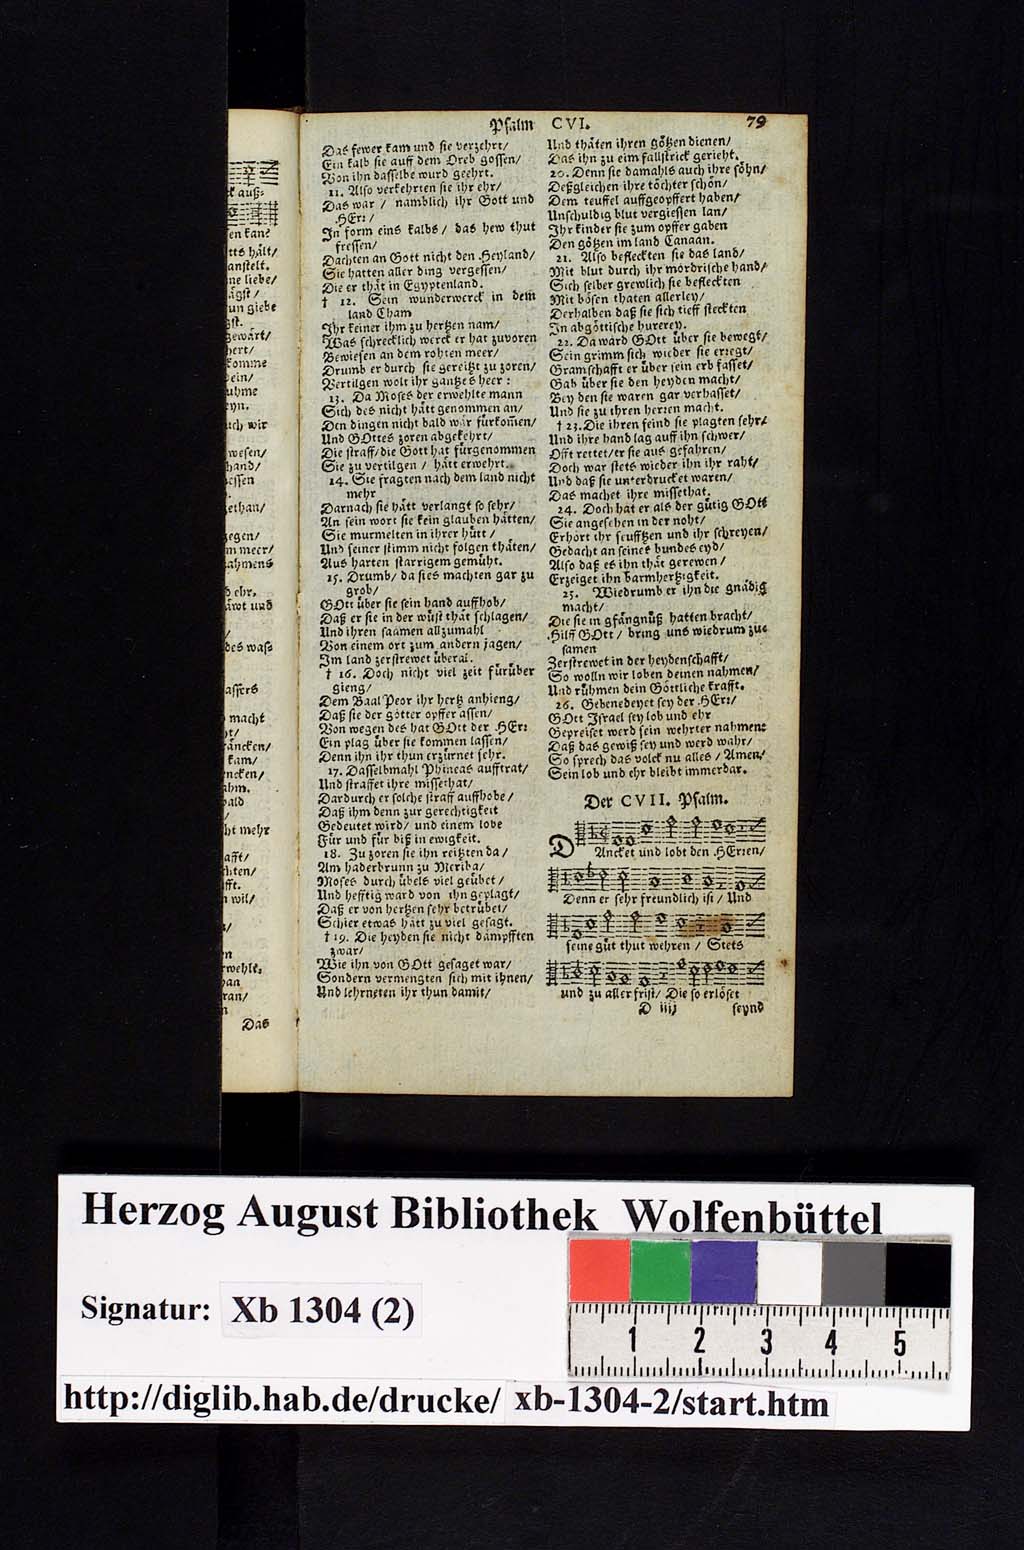 Psalm CVI. 79
Das fewer kam und sie verzehrt/
Ein kalb sie auff dem Oreb gossen/
Von ihn dasselbe wurd geehrt.
11. Also verkehrten sie ihr ehr/
Das war / namblich ihr Gott und
HErr/
In form eins kalbs / das hew thut
fressen/
Dachten an Gott nicht den Heyland/
Sie hatten aller ding vergessen/
Die er thät in Egyptenland.
† 12. Sein wunderwerck in dem
land Cham
Ihr keiner ihm zu hertzen nam/
Was schrecklich werck er hat zuvoren
Bewiesen an dem rohten meer/
Drumb er durch sie gereitzt zu zoren/
Vertilgen wolt ihr gantzes heer:
13. Da Moses der erwehlte mann
Sich des nicht hätt genommen an/
Den dingen nicht bald wär fürkom̃en/
Und GOttes zoren abgekehrt/
Die straff/die Gott hat fürgenommen
Sie zu vertilgen / hätt erwehrt.
14. Sie fragten nach dem land nicht
mehr
Darnach sie hätt verlangt so sehr/
An sein wort sie kein glauben hätten/
Sie murmelten in ihrer hütt /
Und seiner stimm nicht folgen thäten/
Aus harten starrigem gemüht.
15. Drumb/ da sies machten gar zu
grob/
GOtt über sie sein hand auffhob/
Daß er sie in der wüst thät schlagen/
Und ihren saamen allzumahl
Von einem ort zum andern jagen/
Im land zerstrewet überal.
† 16. Doch nicht viel zeit fürüber
gieng/
Dem Baal Peor ihr hertz anhieng/
Daß sie der götter opffer assen/
Von wegen des hat GOtt der HErr
Ein plag über sie kommen lassen/
Denn ihn ihr thun erzürnet sehr.
17. Dasselbmahl Phineas aufftrat/
Und straffet ihre missethat/
Dardurch er solche straff auffhobe/
Daß ihm denn zur gerechtigkeit
Gedeutet wird/ und einem lobe
Für und für biß in ewigkeit.
18. Zu zoren sie ihn reitzten da/
Am haderbrunn zu Meriba/
Moses durch übels viel geübet/
Und hefftig ward von ihn geplagt/
Daß er von hertzen sehr betrübet/
Schier etwas hätt zu viel gesagt.
† 19. Die heyden sie nicht dämpfften
zwar/
Wie ihn von GOtt gesaget war/
Sondern vermengten sich mit ihnen/
Und lehrneten ihr thun damit/
Und thäten ihren götzen dienen/
Das ihn zu eim fallstrick gerieht.
20. Denn sie damahls auch ihre söhn/
Deßgleichen ihre töchter schön/
Dem teuffel auffgeopffert haben/
Unschuldig blut vergiessen lan/
Ihr kinder sie zum opffer gaben
Den götzen im land Canaan.
21. Also befleckten sie das land/
Mit blut durch ihr mördrische hand/
Sich selber grewlich sie befleckten
Mit bösen thaten allerley/
Derhalben daß sie sich tieff steckten
In abgöttische hurerey.
22. Da ward GOtt über sie bewegt/
Sein grimm sich wieder sie erregt/
Gramschafft er über sein erb fasset/
Gab über sie den heyden macht/
Bey den sie waren gar verhasset/
Und sie zu ihren herren macht.
† 23. Die ihren feind sie plagten sehr/
Und ihre hand lag auff ihn schwer/
Offt rettet/er sie aus gefahren/
Doch war stets wieder ihn ihr raht/
Und daß sie unterdrucket waren/
Das machet ihre missethat.
24. Doch hat er als der gütig GOtt
Sie angesehen in der noht/
Erhört ihr seufftzen und ihr schreyen/
Gedacht an seines bundes eyd/
Also daß es ihn thät gerewen/
Erzeiget ihn barmhertzigkeit.
25. Wiedrumb er ihn die gnädig
macht/
Die sie in gfängnüß hatten bracht/
Hilff GOtt / bring uns wiedrum zu-
samen
Zerstrewet in der heydenschafft/
So wolln wir loben deinen nahmen/
Und rühmen dein Göttliche krafft.
26. Gebenedeyet sey der HErr/
GOtt Israel sey lob und ehr
Gepreiset werd sein wehrter nahmen:
Daß das gewiß sey und werd wahr/
So sprech das volck nu alles / Amen/
Sein lob und ehr bleibt immerdar.
Der CVII. Psalm.
DAncket und lobt den HErren/
Denn er sehr freundlich ist / Und
seine güt thut wehren / Stets
und zu aller frist/ Die so erlöset
D iiij seynd
Das
Herzog August Bibliothek Wolfenbüttel
Signatur: Xb 1304 (2)
1 2 3 4 5
http://diglib.hab.de/drucke/ xb-1304-2/start.htm